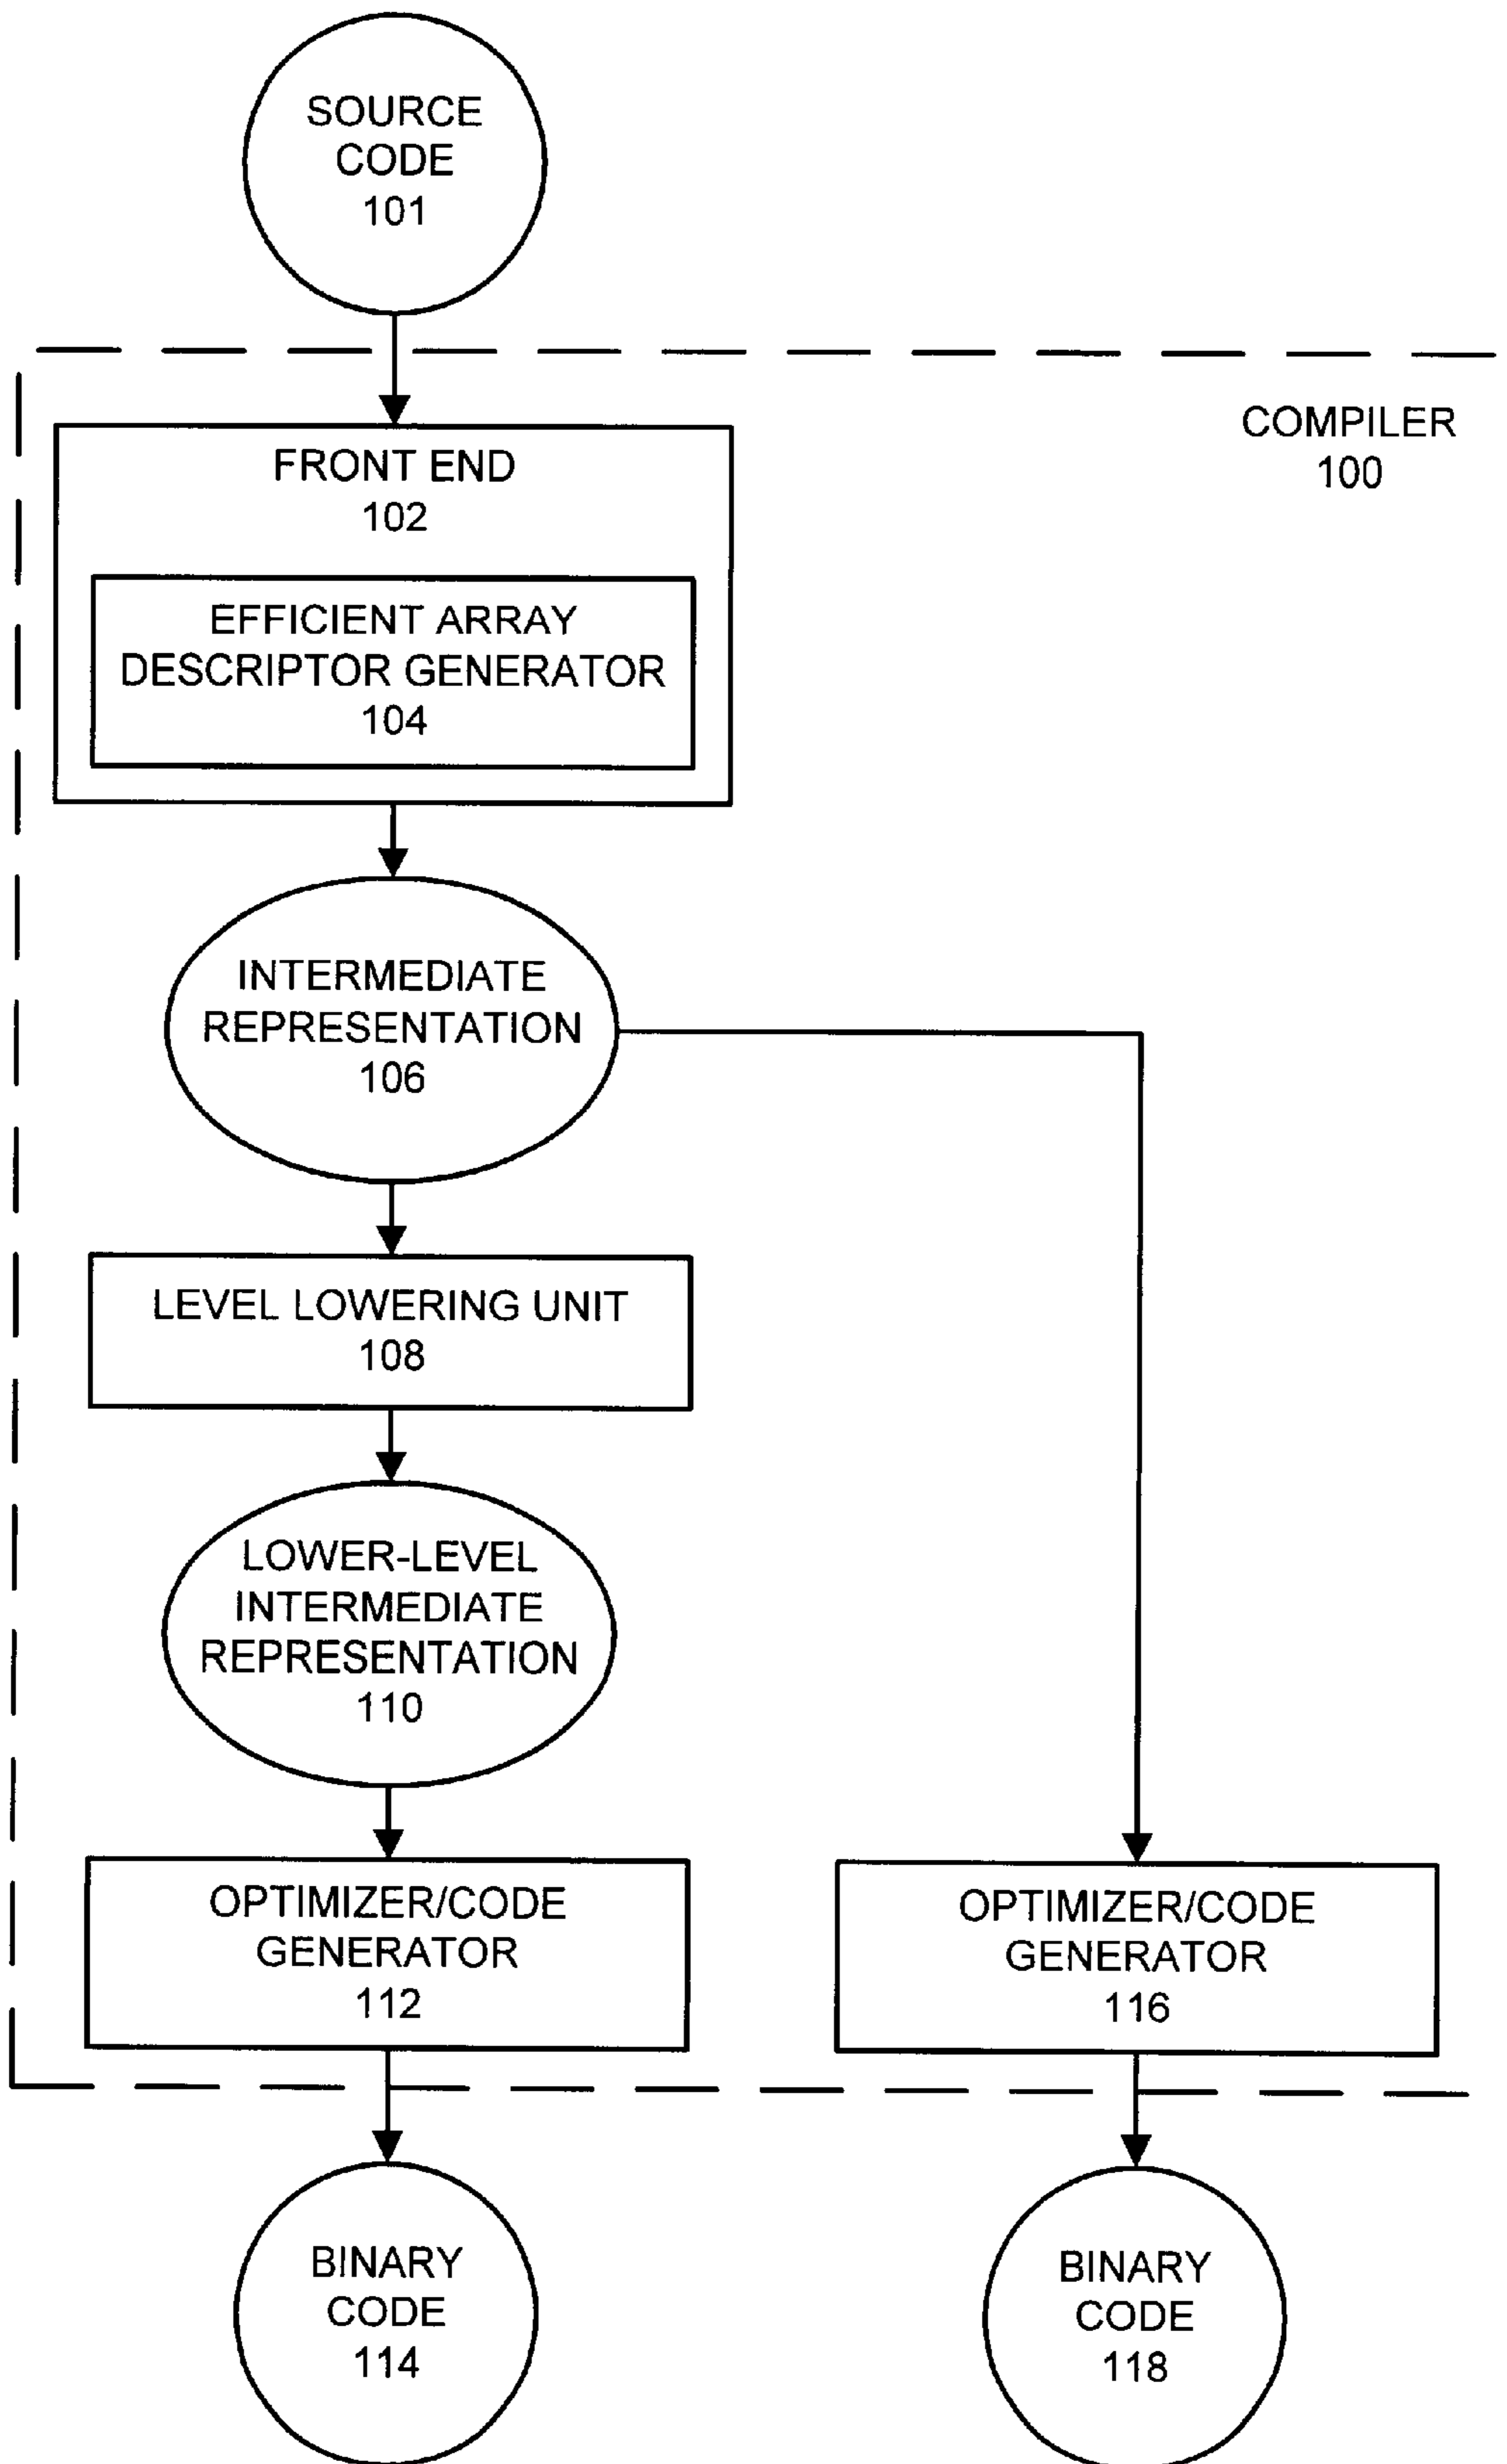 SOURCE
CODE
101
COMPILER
100
FRONT END
102
EFFICIENT ARRAY
DESCRIPTOR GENERATOR
104
INTERMEDIATE
REPRESENTATION
106
LEVEL LOWERING UNIT
108
LOWER-LEVEL
INTERMEDIATE
REPRESENTATION
110
OPTIMIZER/CODE
GENERATOR
112
OPTIMIZER/CODE
GENERATOR
116
BINARY
CODE
114
BINARY
CODE
118